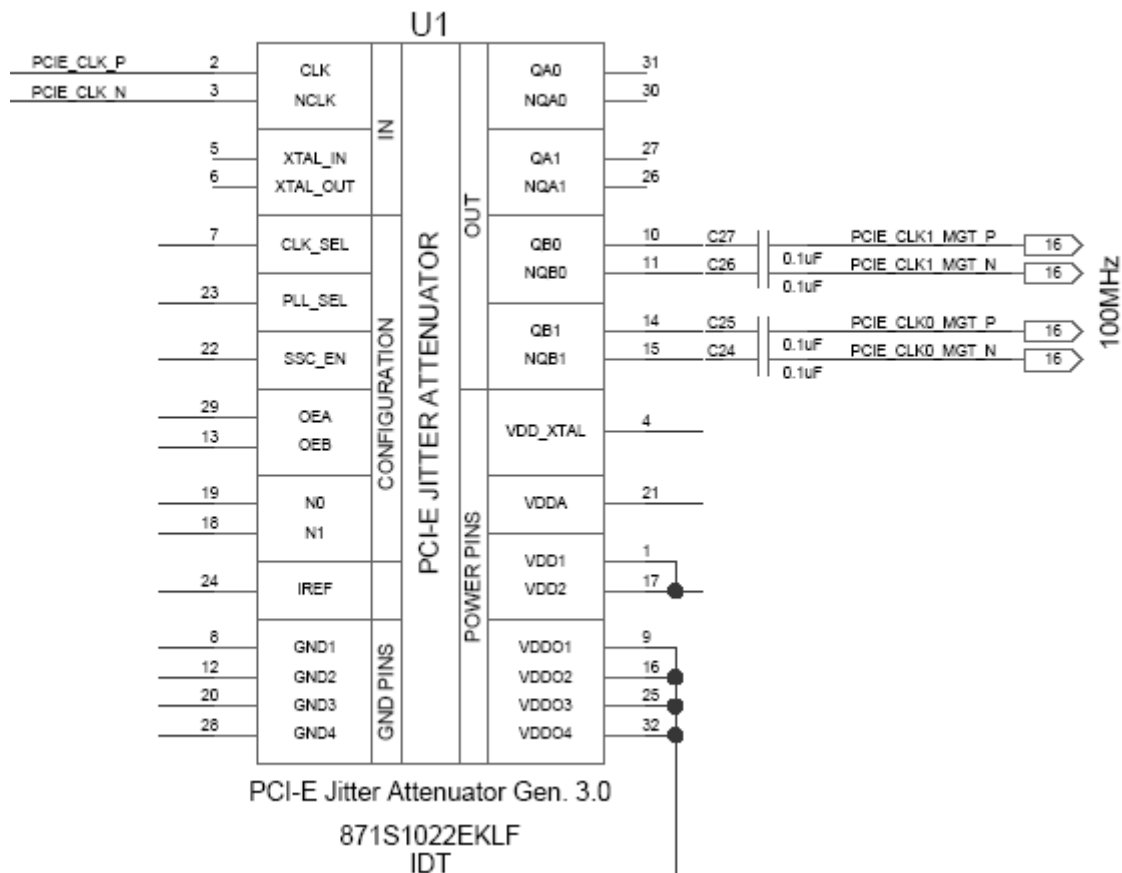 U1
PCIE_CLK_P 2 CLK QA0 31
PCIE_CLK_N 3 NCLK NQA0 30
IN
5 XTAL_IN QA1 27
6 XTAL_OUT NQA1 26
OUT
7 CLK_SEL QB0 10 C27 0.1uF PCIE_CLK1_MGT_P 16
NQB0 11 C26 0.1uF PCIE_CLK1_MGT_N 16
23 PLL_SEL QB1 14 C25 0.1uF PCIE_CLK0_MGT_P 16
22 SSC_EN NQB1 15 C24 0.1uF PCIE_CLK0_MGT_N 16
100MHz
CONFIGURATION
PCI-E JITTER ATTENUATOR
29 OEA VDD_XTAL 4
13 OEB
19 N0 VDDA 21
18 N1
POWER PINS
VDD1 1
24 IREF VDD2 17
8 GND1 VDDO1 9
12 GND2 VDDO2 16
20 GND3 VDDO3 25
28 GND4 VDDO4 32
GND PINS
PCI-E Jitter Attenuator Gen. 3.0
871S1022EKLF
IDT